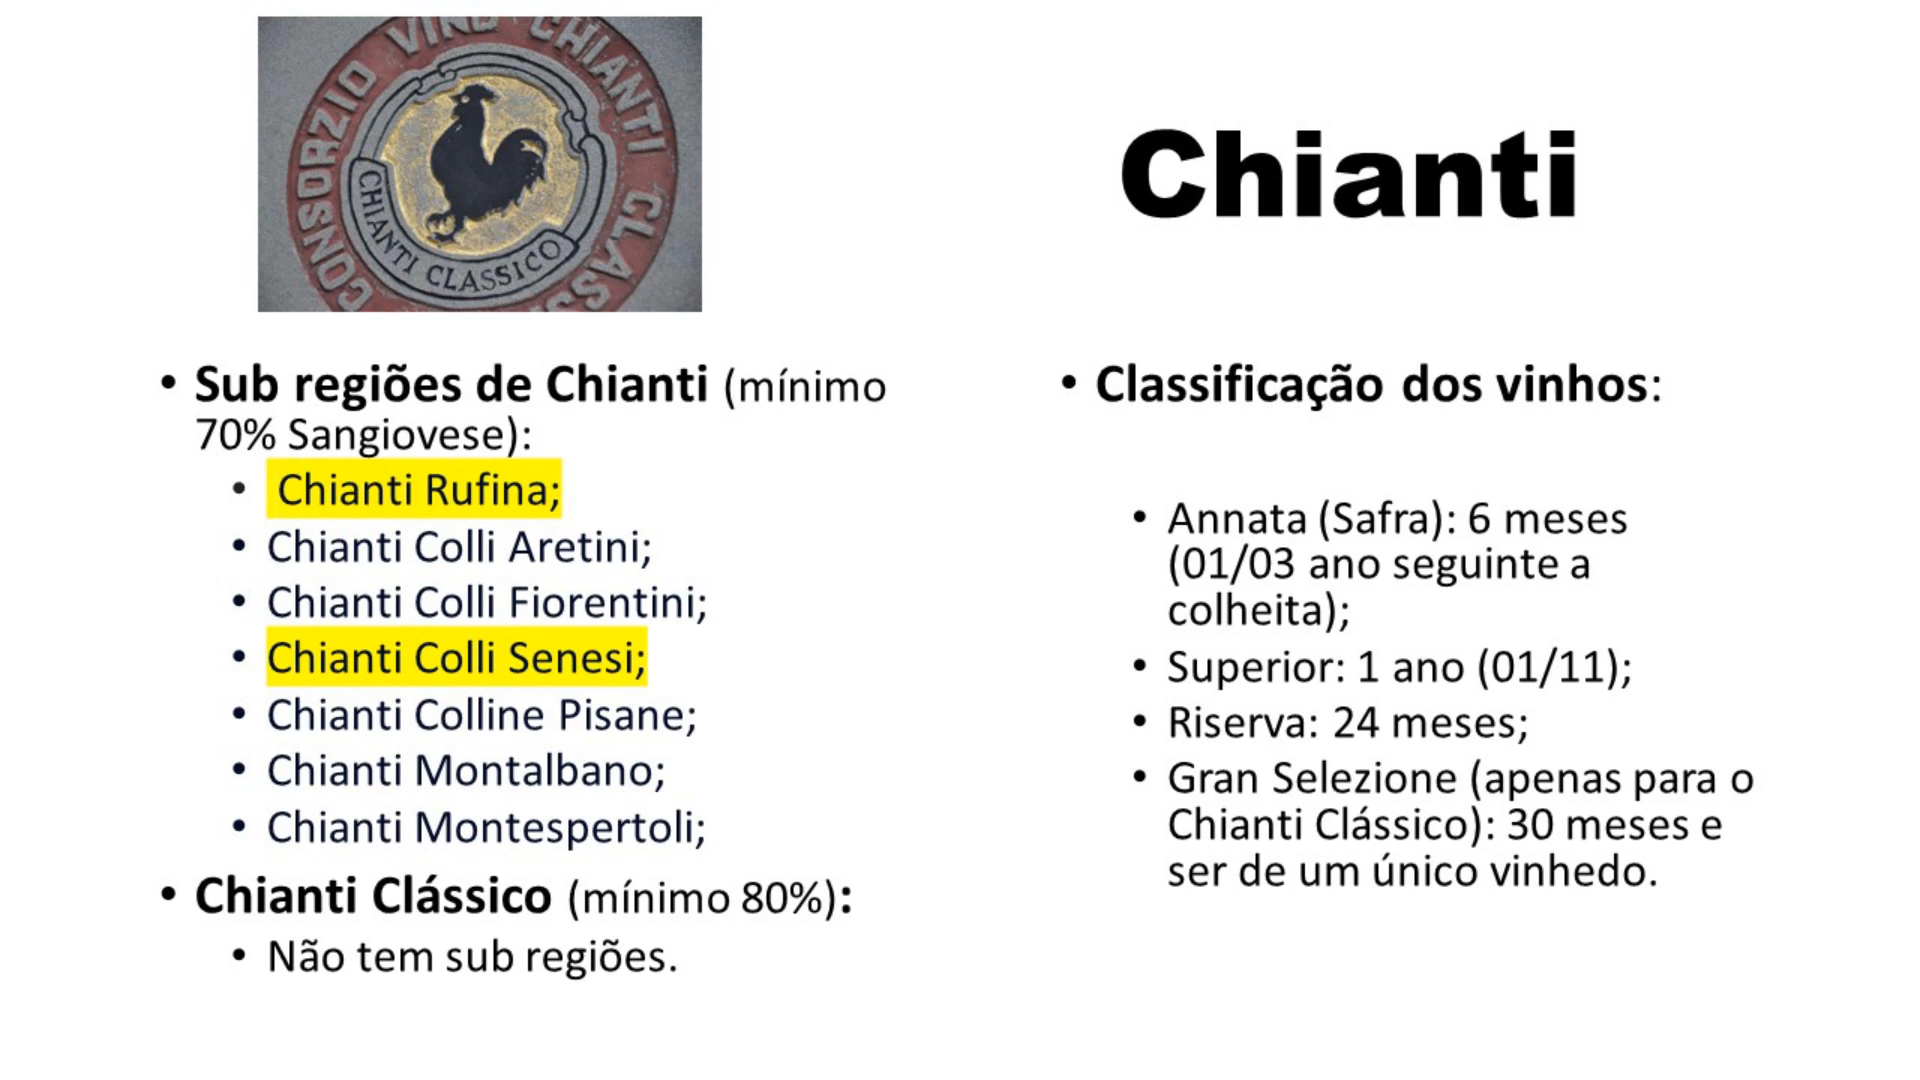 CONSORZIO VINO CHIANTI CLASS
CHIANTI CLASSICO
Chianti
• Sub regiões de Chianti (mínimo
70% Sangiovese):
• Chianti Rufina;
• Chianti Colli Aretini;
• Chianti Colli Fiorentini;
• Chianti Colli Senesi;
• Chianti Colline Pisane;
• Chianti Montalbano;
• Chianti Montespertoli;
• Chianti Clássico (mínimo 80%):
• Não tem sub regiões.
• Classificação dos vinhos:
• Annata (Safra): 6 meses
(01/03 ano seguinte a
colheita);
• Superior: 1 ano (01/11);
• Riserva: 24 meses;
• Gran Selezione (apenas para o
Chianti Clássico): 30 meses e
ser de um único vinhedo.